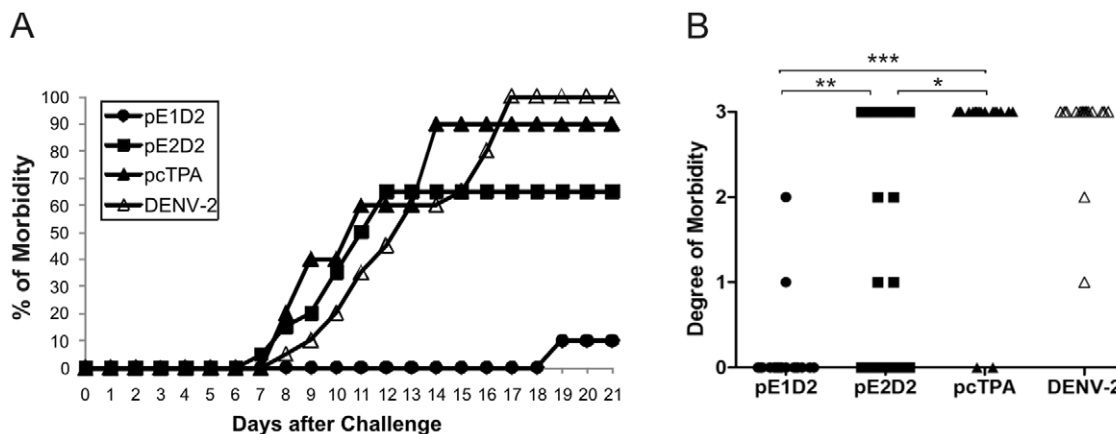 A
% of Morbidity
100
90
80
70
60
50
40
30
20
10
0
pE1D2
pE2D2
pcTPA
DENV-2
0 1 2 3 4 5 6 7 8 9 10 11 12 13 14 15 16 17 18 19 20 21
Days after Challenge
B
***
** *
Degree of Morbidity
3
2
1
0
pE1D2 pE2D2 pcTPA DENV-2